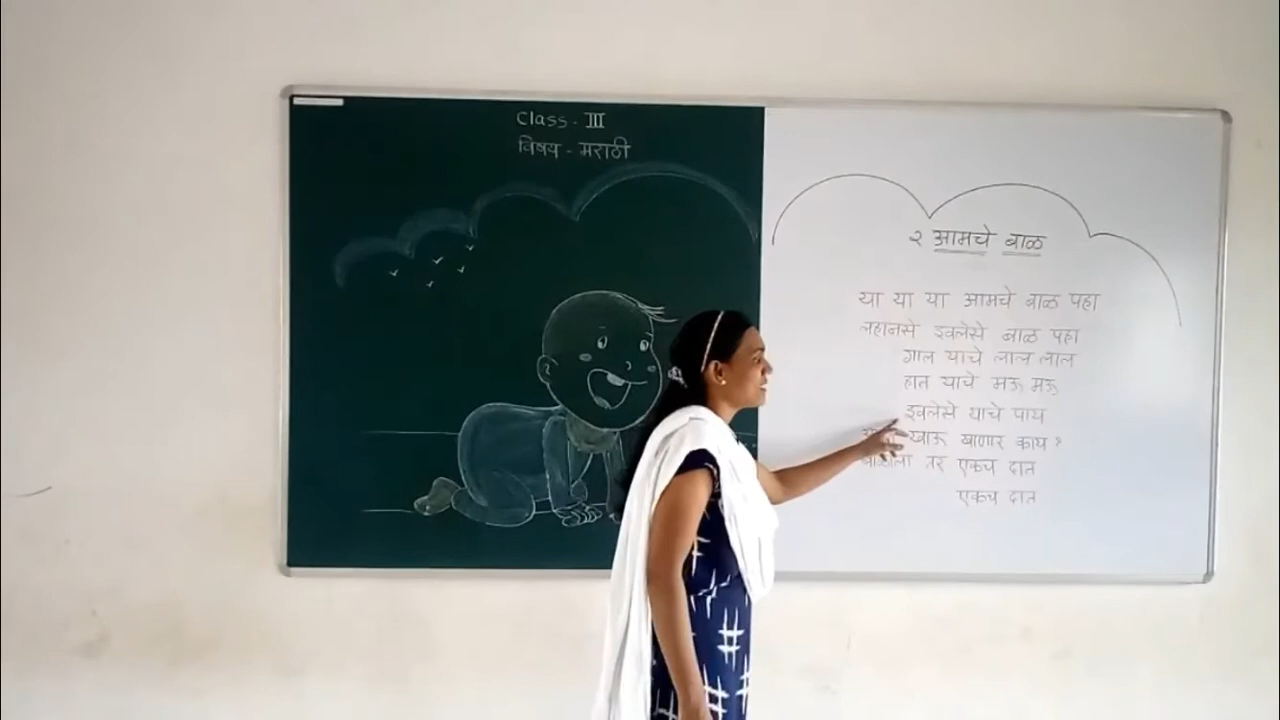 Class - III
विषय - मराठी
२ आमचे बाळ
या या या आमचे बाळ पहा
लहानसे इवलेसे बाळ पहा
गाल याचे लाल लाल
हात याचे मऊ मऊ
इवलेसे याचे पाय
खाऊ खाणार काय ?
तर एकच दात
एकच दात